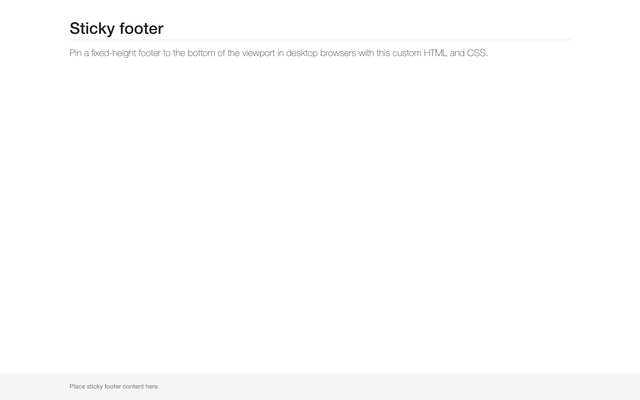 Sticky footer
Pin a fixed-height footer to the bottom of the viewport in desktop browsers with this custom HTML and CSS.
Place sticky footer content here.